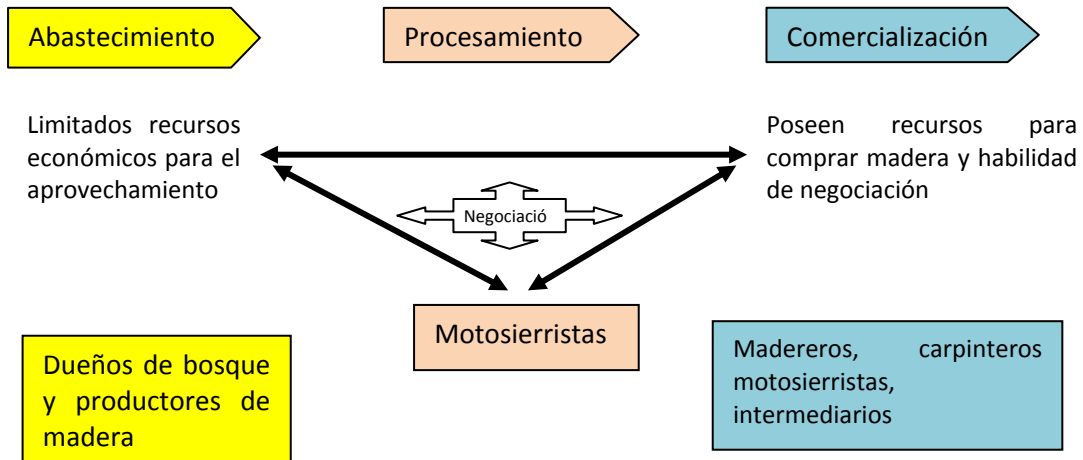 Abastecimiento
Procesamiento
Comercialización
Limitados recursos
económicos para el
aprovechamiento
Poseen recursos para
comprar madera y habilidad
de negociación
Negociació
Motosierristas
Dueños de bosque
y productores de
madera
Madereros, carpinteros
motosierristas,
intermediarios